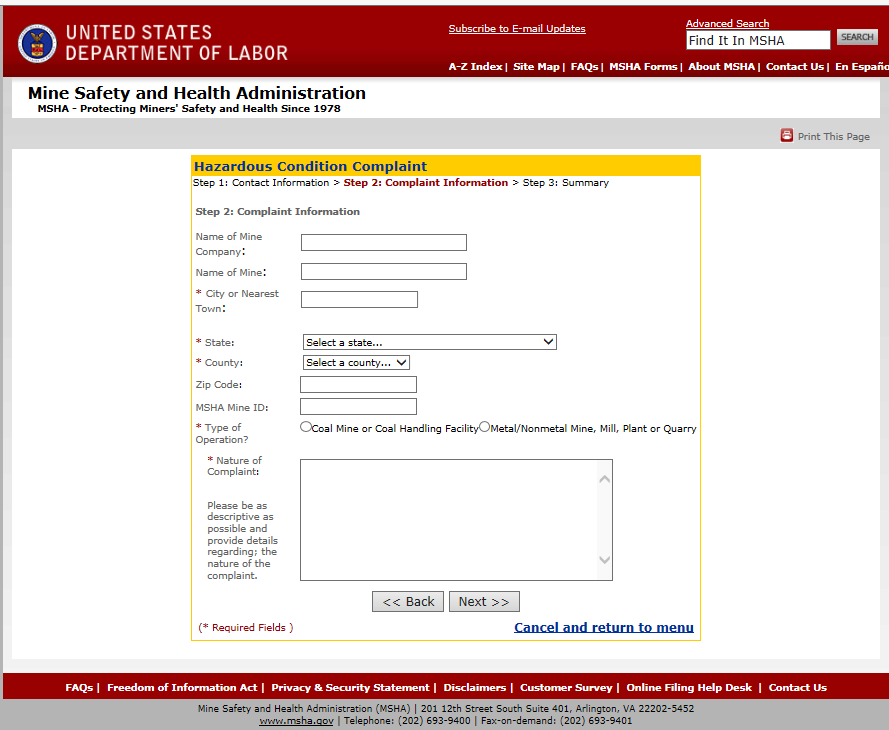 UNITED STATES
DEPARTMENT OF LABOR
Subscribe to E-mail Updates
Advanced Search
Find It In MSHA
SEARCH
A-Z Index | Site Map | FAQs | MSHA Forms | About MSHA | Contact Us | En Españo
Mine Safety and Health Administration
MSHA - Protecting Miners' Safety and Health Since 1978
Print This Page
Hazardous Condition Complaint
Step 1: Contact Information > Step 2: Complaint Information > Step 3: Summary
Step 2: Complaint Information
Name of Mine
Company:
Name of Mine:
* City or Nearest
Town:
* State:
Select a state...
* County:
Select a county...
Zip Code:
MSHA Mine ID:
* Type of
Operation?
Coal Mine or Coal Handling Facility Metal/Nonmetal Mine, Mill, Plant or Quarry
* Nature of
Complaint:
Please be as
descriptive as
possible and
provide details
regarding; the
nature of the
complaint.
<< Back
Next >>
(* Required Fields )
Cancel and return to menu
FAQs | Freedom of Information Act | Privacy & Security Statement | Disclaimers | Customer Survey | Online Filing Help Desk | Contact Us
Mine Safety and Health Administration (MSHA) | 201 12th Street South Suite 401, Arlington, VA 22202-5452
www.msha.gov | Telephone: (202) 693-9400 | Fax-on-demand: (202) 693-9401